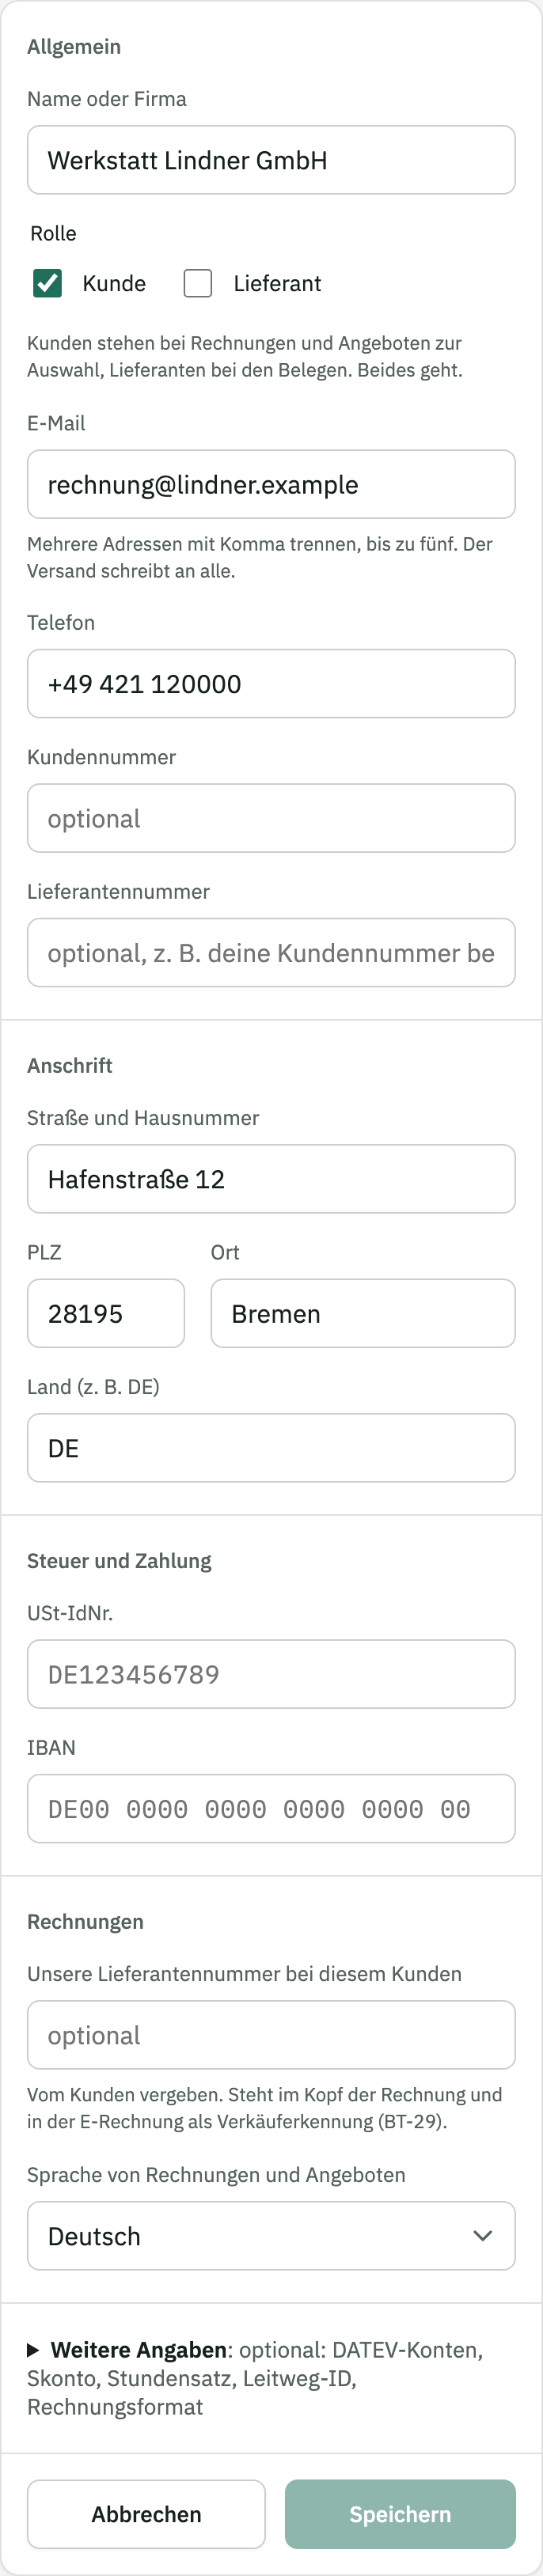 Allgemein
Name oder Firma
Werkstatt Lindner GmbH
Rolle
Kunde Lieferant
Kunden stehen bei Rechnungen und Angeboten zur
Auswahl, Lieferanten bei den Belegen. Beides geht.
E-Mail
rechnung@lindner.example
Mehrere Adressen mit Komma trennen, bis zu fünf. Der
Versand schreibt an alle.
Telefon
+49 421 120000
Kundennummer
optional
Lieferantennummer
optional, z. B. deine Kundennummer be
Anschrift
Straße und Hausnummer
Hafenstraße 12
PLZ Ort
28195 Bremen
Land (z. B. DE)
DE
Steuer und Zahlung
USt-IdNr.
DE123456789
IBAN
DE00 0000 0000 0000 0000 00
Rechnungen
Unsere Lieferantennummer bei diesem Kunden
optional
Vom Kunden vergeben. Steht im Kopf der Rechnung und
in der E-Rechnung als Verkäuferkennung (BT-29).
Sprache von Rechnungen und Angeboten
Deutsch
Weitere Angaben: optional: DATEV-Konten,
Skonto, Stundensatz, Leitweg-ID,
Rechnungsformat
Abbrechen Speichern